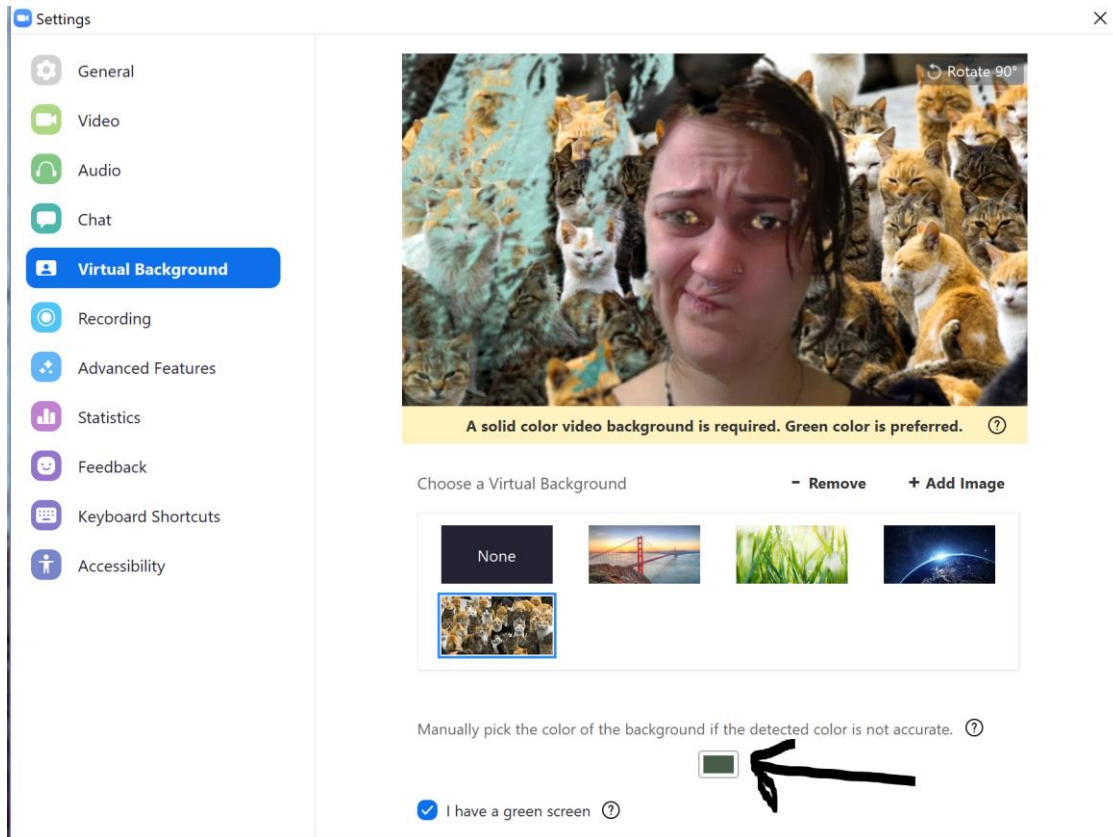 Settings
General
Video
Audio
Chat
Virtual Background
Recording
Advanced Features
Statistics
Feedback
Keyboard Shortcuts
Accessibility
Rotate 90°
A solid color video background is required. Green color is preferred. ?
Choose a Virtual Background - Remove + Add Image
None
Manually pick the color of the background if the detected color is not accurate. ?
I have a green screen ?